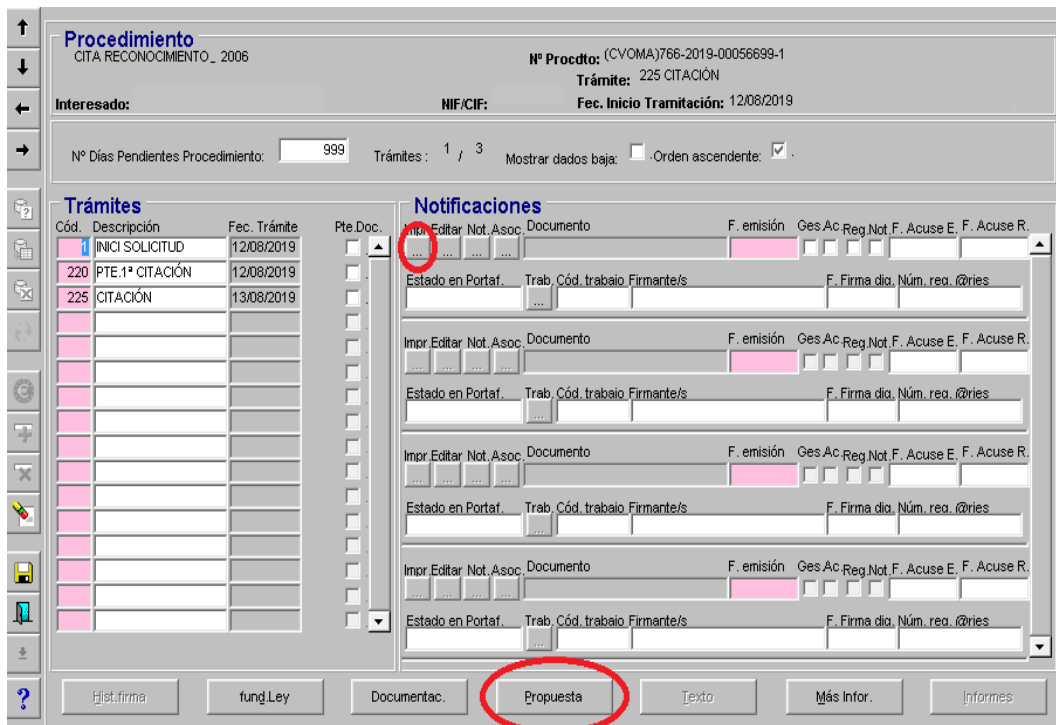 Procedimiento
CITA RECONOCIMIENTO_ 2006
Nº Procdto: (CVOMA)766-2019-00056699-1
Trámite: 225 CITACIÓN
Interesado: NIF/CIF: Fec. Inicio Tramitación: 12/08/2019
Nº Días Pendientes Procedimiento: 999 Trámites : 1 / 3 Mostrar dados baja: .Orden ascendente: .
Trámites
Cód. Descripción Fec. Trámite Pte.Doc.
1 INICI SOLICITUD 12/08/2019
220 PTE.1ª CITACIÓN 12/08/2019
225 CITACIÓN 13/08/2019
Notificaciones
Impr.Editar Not. Asoc. Documento F. emisión Ges.Ac.Reg.Not.F. Acuse E. F. Acuse R.
... ... ... ...
Estado en Portaf. Trab. Cód. trabajo Firmante/s F. Firma dig. Núm. reg. @ries
...
Impr.Editar Not. Asoc. Documento F. emisión Ges.Ac.Reg.Not.F. Acuse E. F. Acuse R.
... ... ... ...
Estado en Portaf. Trab. Cód. trabajo Firmante/s F. Firma dig. Núm. reg. @ries
...
Impr.Editar Not. Asoc. Documento F. emisión Ges.Ac.Reg.Not.F. Acuse E. F. Acuse R.
... ... ... ...
Estado en Portaf. Trab. Cód. trabajo Firmante/s F. Firma dig. Núm. reg. @ries
...
Impr.Editar Not. Asoc. Documento F. emisión Ges.Ac.Reg.Not.F. Acuse E. F. Acuse R.
... ... ... ...
Estado en Portaf. Trab. Cód. trabajo Firmante/s F. Firma dig. Núm. reg. @ries
...
Hist.firma fund.Ley Documentac. Propuesta Texto Más Infor. Informes